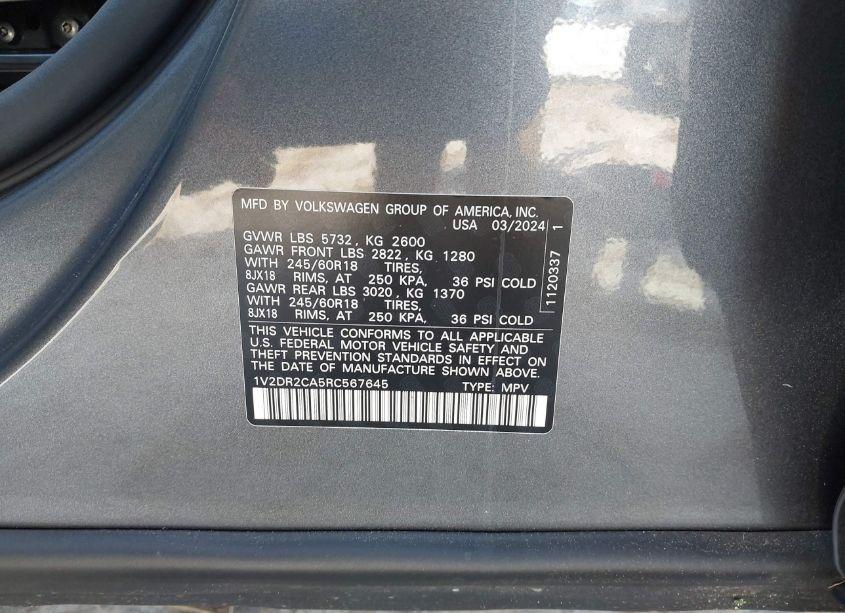 MFD BY VOLKSWAGEN GROUP OF AMERICA, INC.
USA 03/2024
GVWR LBS 5732, KG 2600
GAWR FRONT LBS 2822, KG 1280
WITH 245/60R18 TIRES,
8JX18 RIMS, AT 250 KPA, 36 PSI COLD
GAWR REAR LBS 3020, KG 1370
WITH 245/60R18 TIRES,
8JX18 RIMS, AT 250 KPA, 36 PSI COLD
THIS VEHICLE CONFORMS TO ALL APPLICABLE
U.S. FEDERAL MOTOR VEHICLE SAFETY AND
THEFT PREVENTION STANDARDS IN EFFECT ON
THE DATE OF MANUFACTURE SHOWN ABOVE.
1V2DR2CA5RC567645 TYPE: MPV
1120337 1